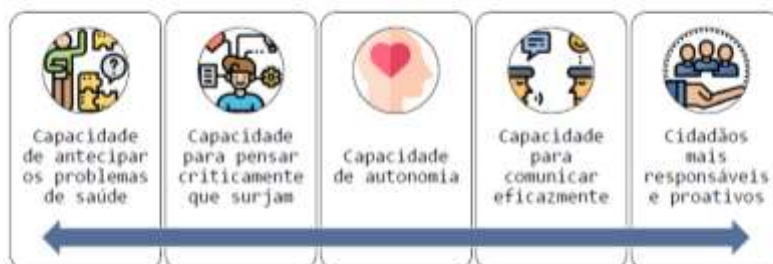 Capacidade
de antecipar
os problemas
de saúde
Capacidade
para pensar
criticamente
que surjam
Capacidade
de autonomia
Capacidade
para
comunicar
eficazmente
Cidadãos
mais
responsáveis
e proativos